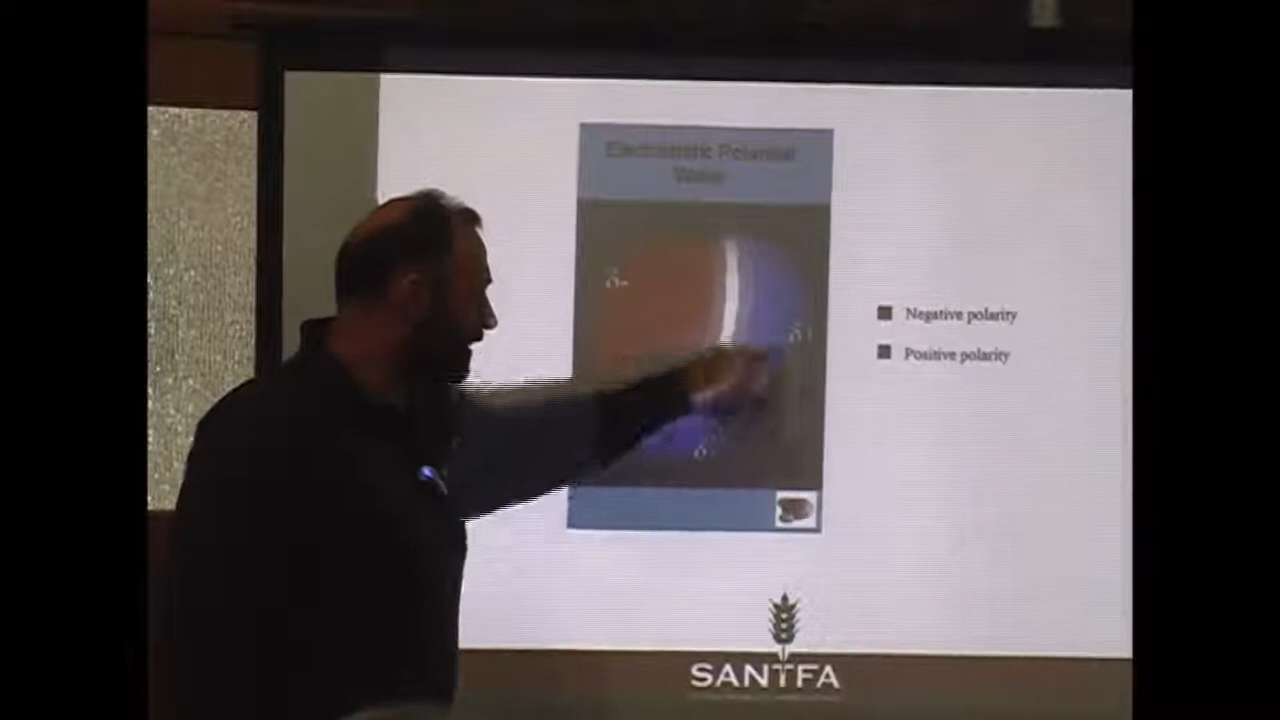 Electrostatic Potential
Water
δ-
δ+
δ+
Negative polarity
Positive polarity
SANTFA